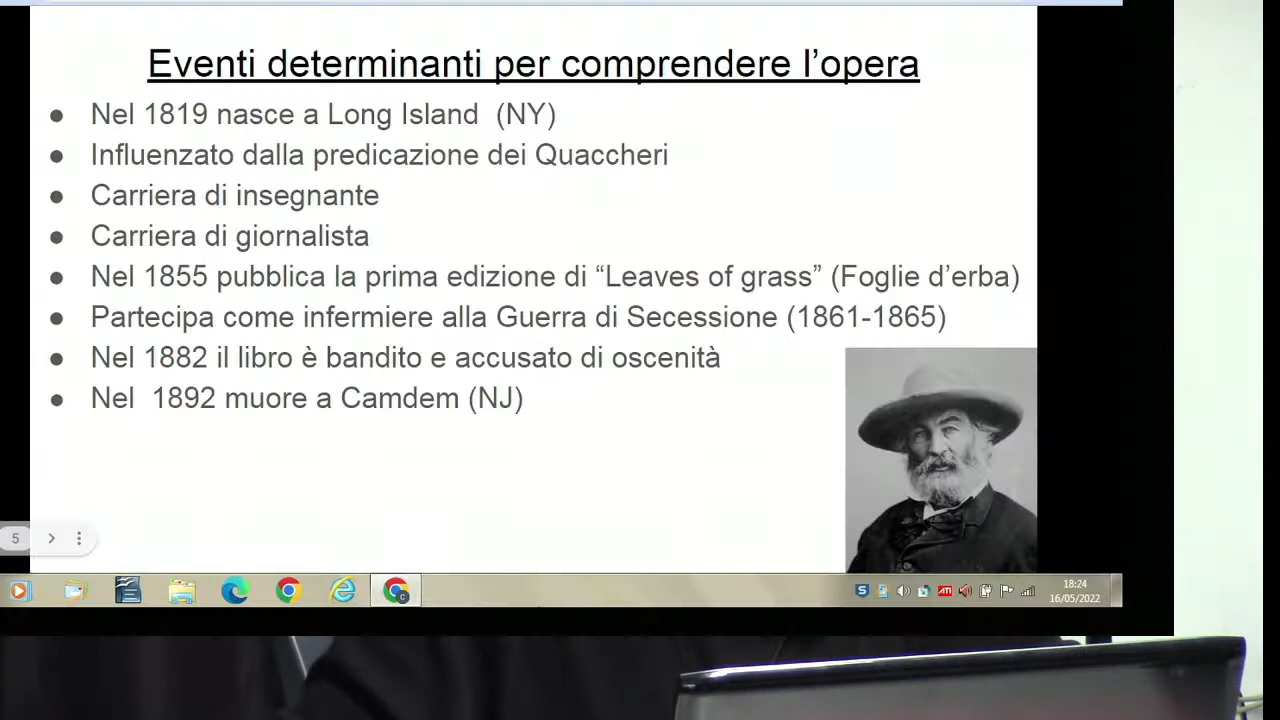 Eventi determinanti per comprendere l’opera
● Nel 1819 nasce a Long Island (NY)
● Influenzato dalla predicazione dei Quaccheri
● Carriera di insegnante
● Carriera di giornalista
● Nel 1855 pubblica la prima edizione di “Leaves of grass” (Foglie d’erba)
● Partecipa come infermiere alla Guerra di Secessione (1861-1865)
● Nel 1882 il libro è bandito e accusato di oscenità
● Nel 1892 muore a Camdem (NJ)
5
ATI
18:24
16/05/2022